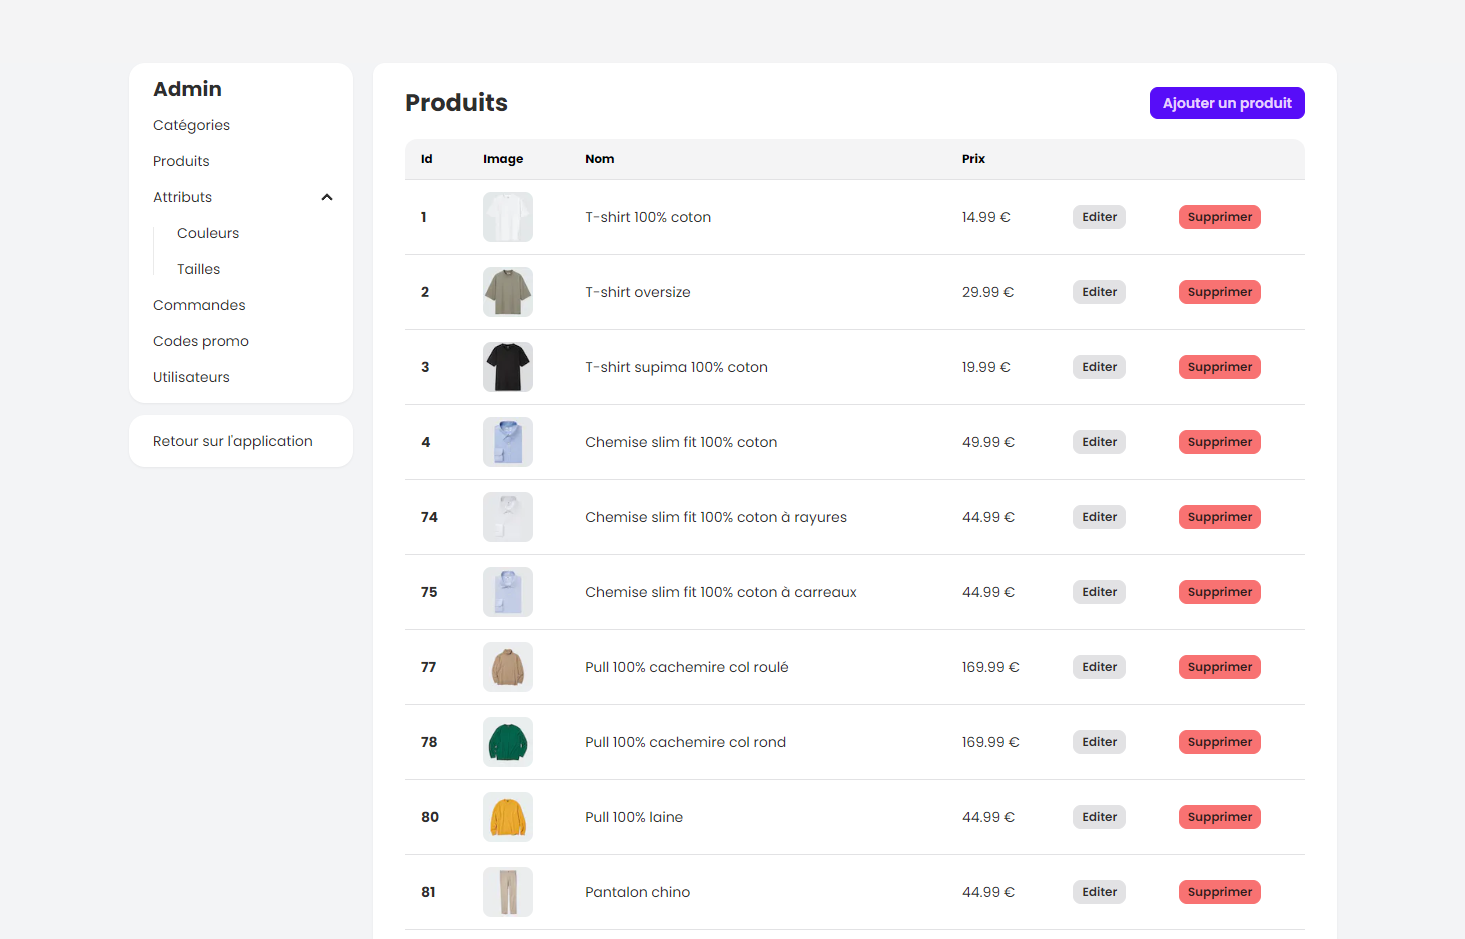 Admin
Catégories
Produits
Attributs
Couleurs
Tailles
Commandes
Codes promo
Utilisateurs
Retour sur l'application
Produits
Ajouter un produit
Id Image Nom Prix
1 T-shirt 100% coton 14.99 € Editer Supprimer
2 T-shirt oversize 29.99 € Editer Supprimer
3 T-shirt supima 100% coton 19.99 € Editer Supprimer
4 Chemise slim fit 100% coton 49.99 € Editer Supprimer
74 Chemise slim fit 100% coton à rayures 44.99 € Editer Supprimer
75 Chemise slim fit 100% coton à carreaux 44.99 € Editer Supprimer
77 Pull 100% cachemire col roulé 169.99 € Editer Supprimer
78 Pull 100% cachemire col rond 169.99 € Editer Supprimer
80 Pull 100% laine 44.99 € Editer Supprimer
81 Pantalon chino 44.99 € Editer Supprimer